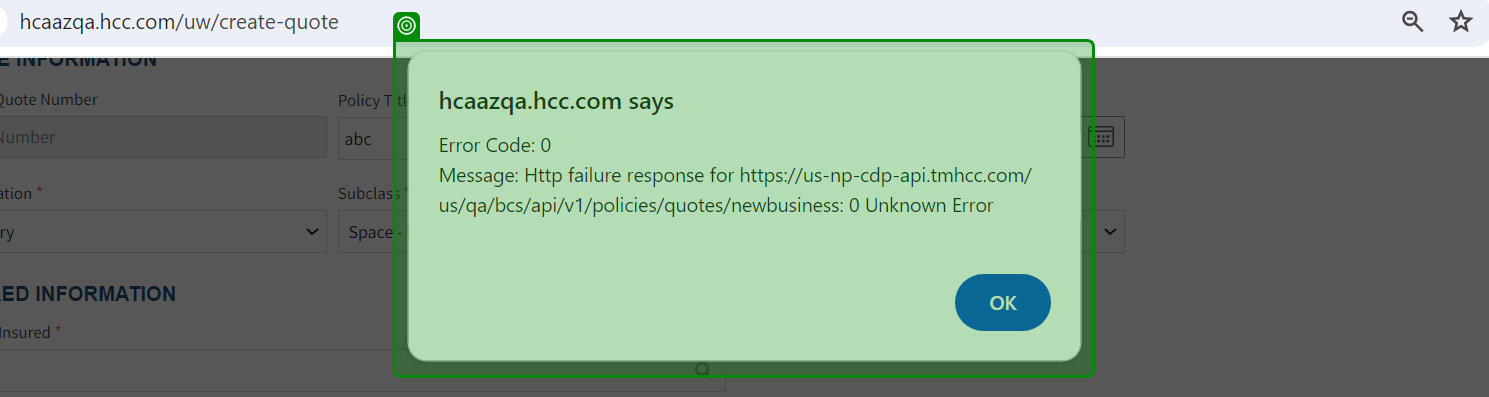 hcaazqa.hcc.com/uw/create-quote
INFORMATION
Quote Number
Policy Titl
Number
abc
hcaazqa.hcc.com says
Error Code: 0
Message: Http failure response for https://us-np-cdp-api.tmhcc.com/
us/qa/bcs/api/v1/policies/quotes/newbusiness: 0 Unknown Error
ation *
Subclass *
ry
Space -
OK
ED INFORMATION
Insured *